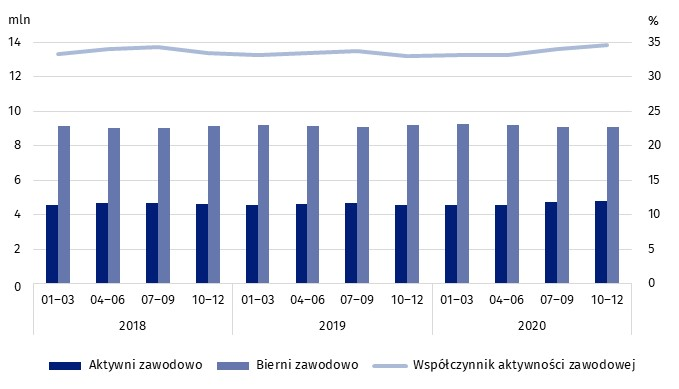 mln %
14 35
12 30
10 25
8 20
6 15
4 10
2 5
0 0
01–03 04–06 07–09 10–12 01–03 04–06 07–09 10–12 01–03 04–06 07–09 10–12
2018 2019 2020
Aktywni zawodowo Bierni zawodowo Współczynnik aktywności zawodowej